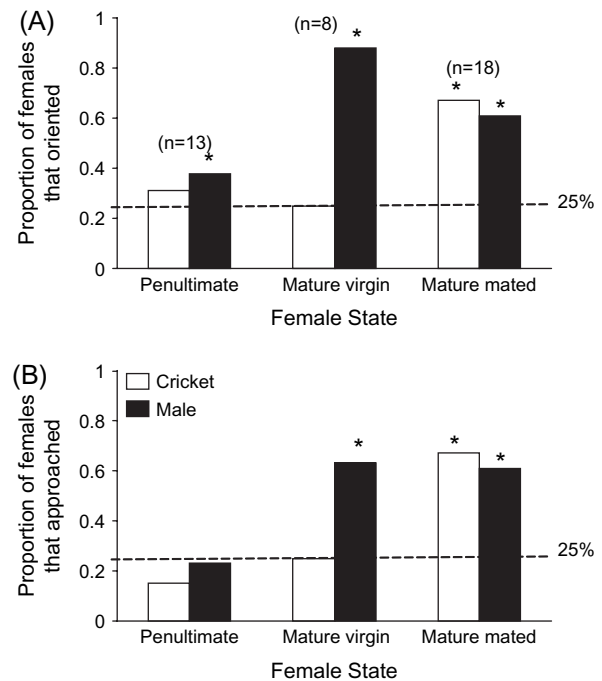 (A)
Proportion of females
that oriented
1
0.8
0.6
0.4
0.2
0
(n=13)
*
(n=8)
*
(n=18)
*
*
25%
Penultimate Mature virgin Mature mated
Female State
(B)
Proportion of females
that approached
1
0.8
0.6
0.4
0.2
0
Cricket
Male
*
*
*
25%
Penultimate Mature virgin Mature mated
Female State